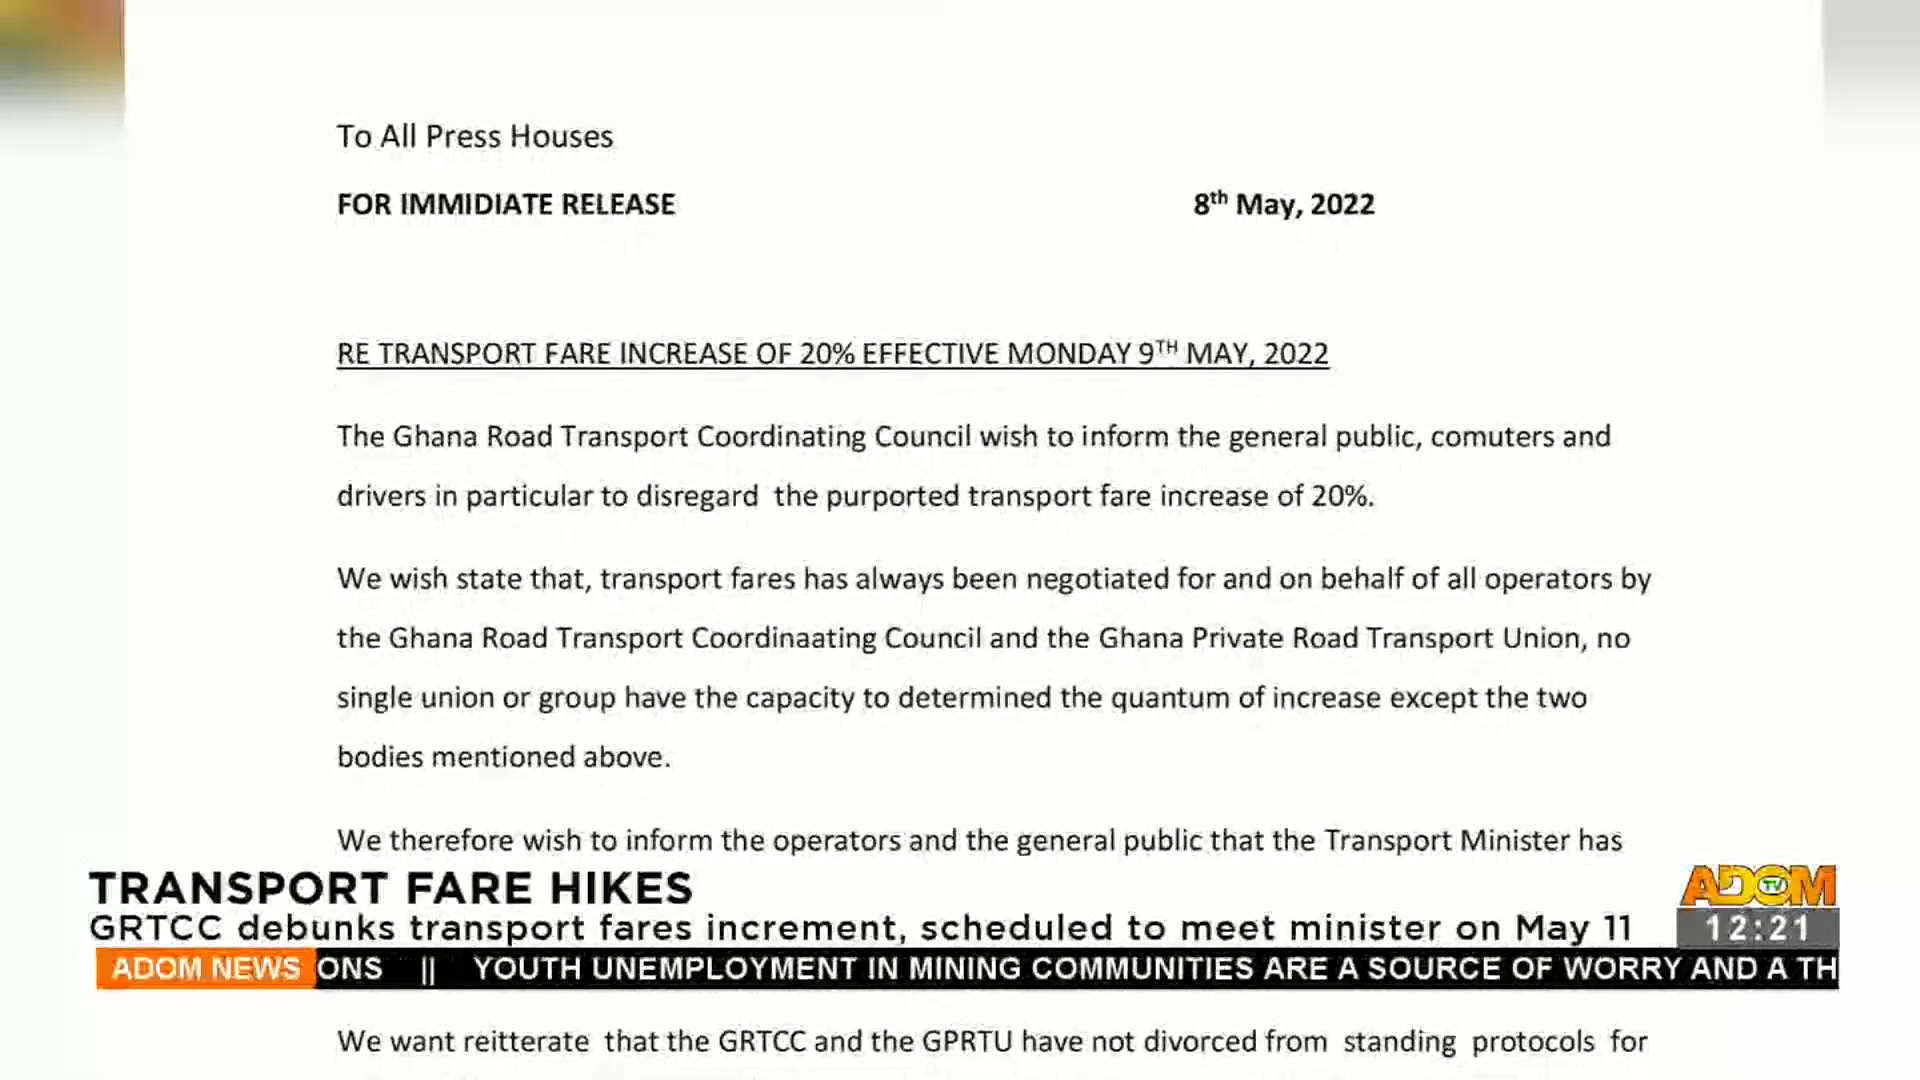 To All Press Houses
FOR IMMIDIATE RELEASE 8th May, 2022
RE TRANSPORT FARE INCREASE OF 20% EFFECTIVE MONDAY 9TH MAY, 2022
The Ghana Road Transport Coordinating Council wish to inform the general public, comuters and
drivers in particular to disregard the purported transport fare increase of 20%.
We wish state that, transport fares has always been negotiated for and on behalf of all operators by
the Ghana Road Transport Coordinaating Council and the Ghana Private Road Transport Union, no
single union or group have the capacity to determined the quantum of increase except the two
bodies mentioned above.
We therefore wish to inform the operators and the general public that the Transport Minister has
TRANSPORT FARE HIKES
GRTCC debunks transport fares increment, scheduled to meet minister on May 11
ADOM TV
12:21
ADOM NEWS ONS || YOUTH UNEMPLOYMENT IN MINING COMMUNITIES ARE A SOURCE OF WORRY AND A TH
We want reitterate that the GRTCC and the GPRTU have not divorced from standing protocols for